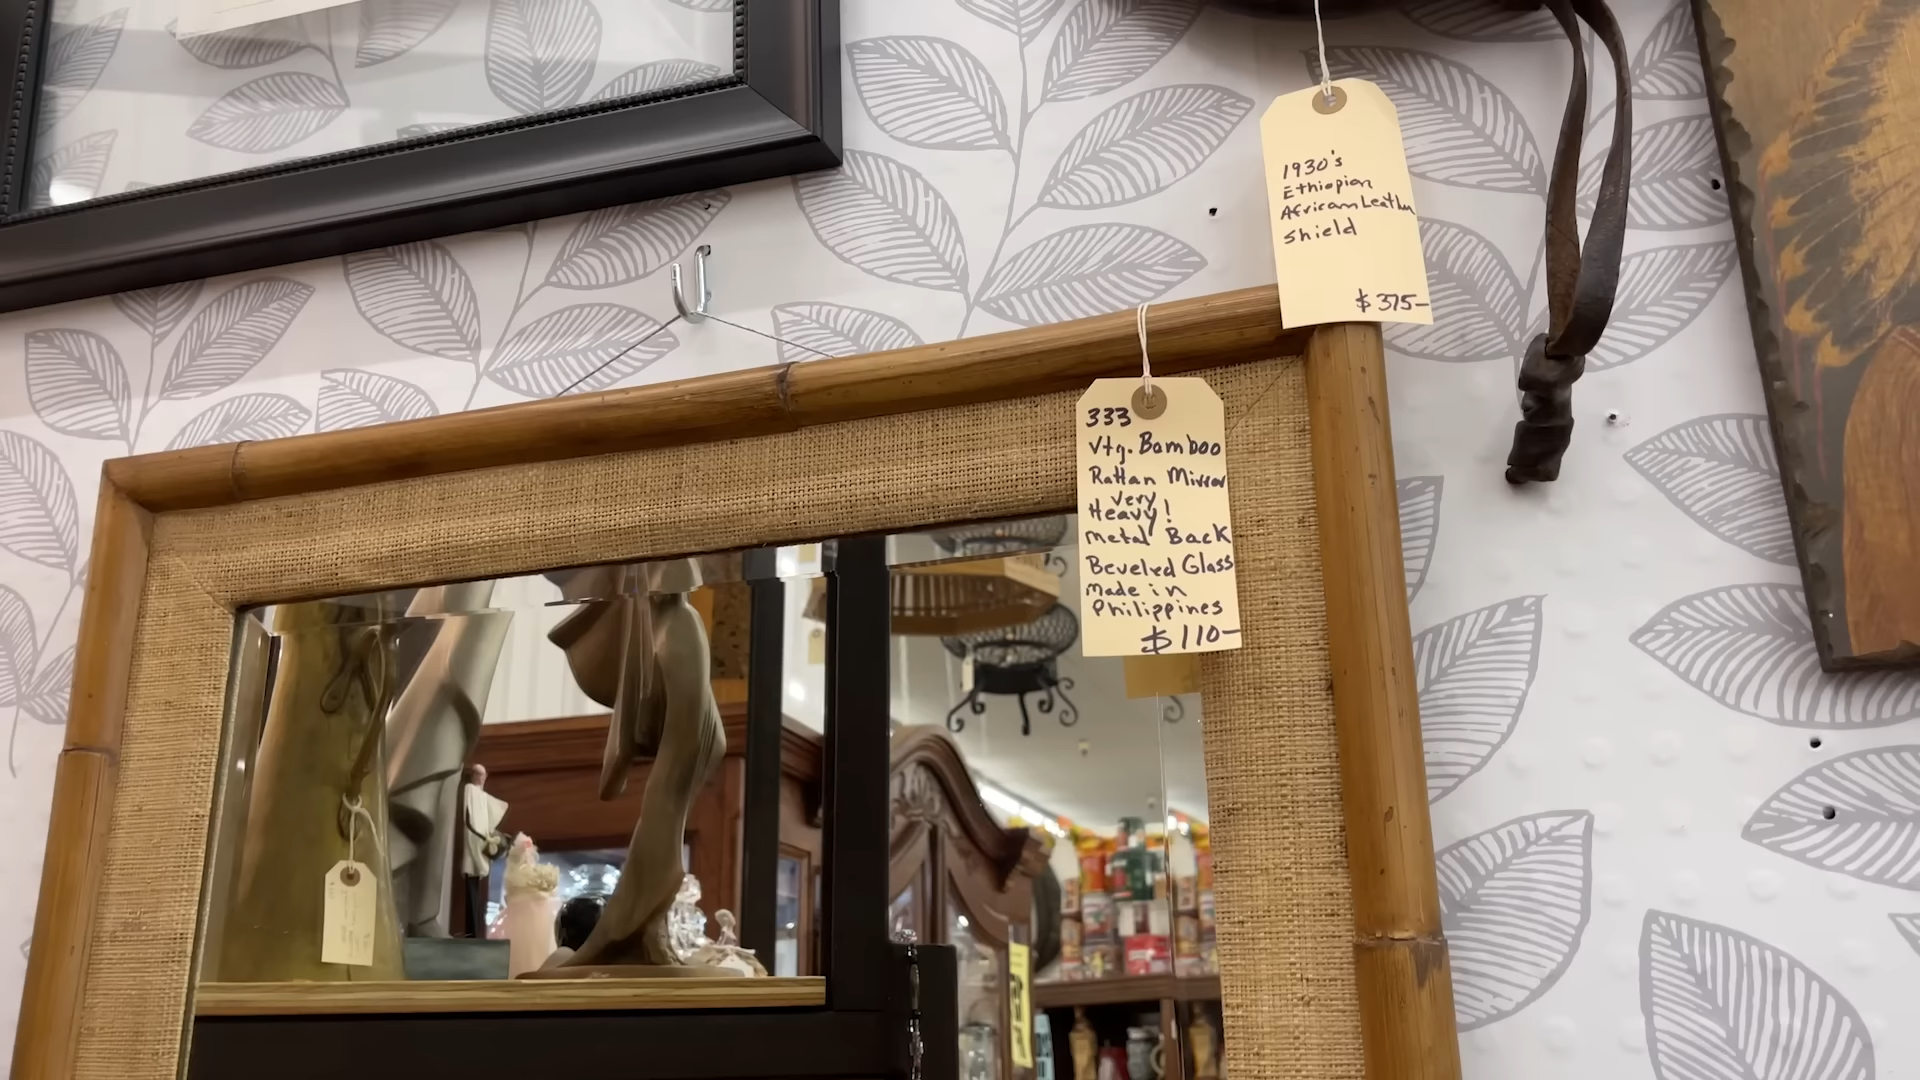 1930's
Ethiopian
African Leather
Shield
$375–
333
Vtg. Bamboo
Rattan Mirror
Very
Heavy!
Metal Back
Beveled Glass
Made in
Philippines
$110–